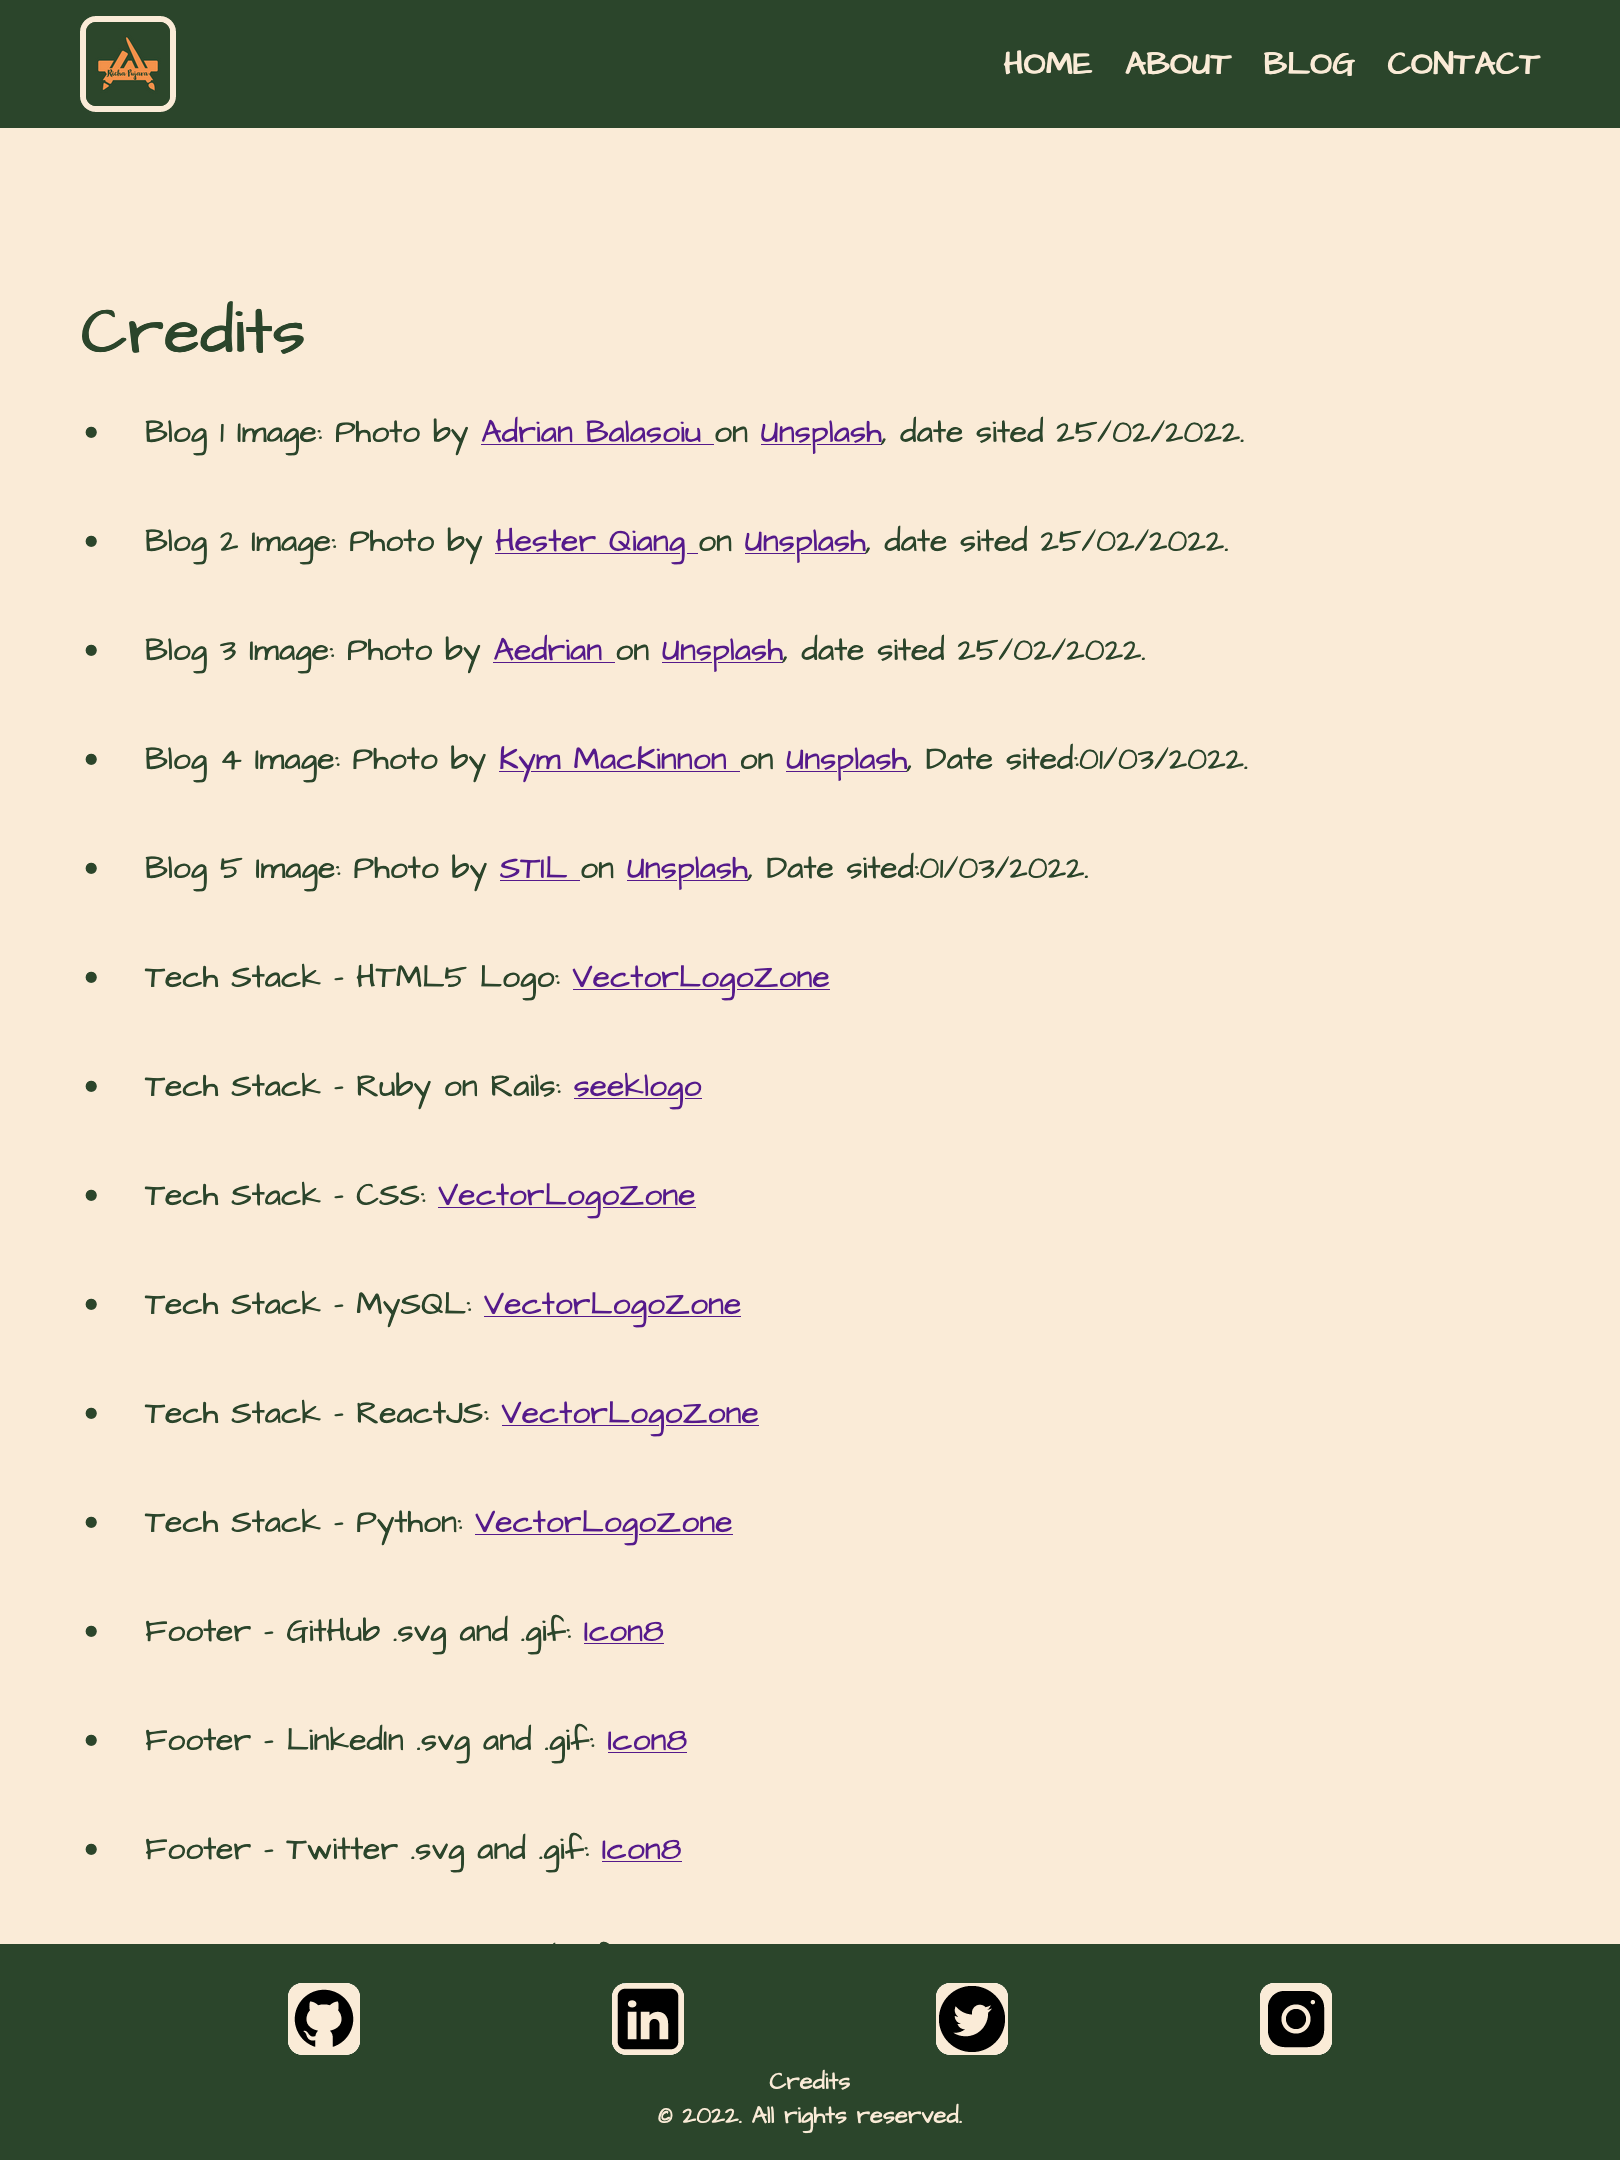 Richa Pujara
HOME ABOUT BLOG CONTACT
Credits
• Blog 1 Image: Photo by Adrian Balasoiu on Unsplash, date sited 25/02/2022.
• Blog 2 Image: Photo by Hester Qiang on Unsplash, date sited 25/02/2022.
• Blog 3 Image: Photo by Aedrian on Unsplash, date sited 25/02/2022.
• Blog 4 Image: Photo by Kym MacKinnon on Unsplash, Date sited:01/03/2022.
• Blog 5 Image: Photo by STIL on Unsplash, Date sited:01/03/2022.
• Tech Stack - HTML5 Logo: VectorLogoZone
• Tech Stack - Ruby on Rails: seeklogo
• Tech Stack - CSS: VectorLogoZone
• Tech Stack - MySQL: VectorLogoZone
• Tech Stack - ReactJS: VectorLogoZone
• Tech Stack - Python: VectorLogoZone
• Footer - GitHub .svg and .gif: Icon8
• Footer - LinkedIn .svg and .gif: Icon8
• Footer - Twitter .svg and .gif: Icon8
in
Credits
© 2022. All rights reserved.